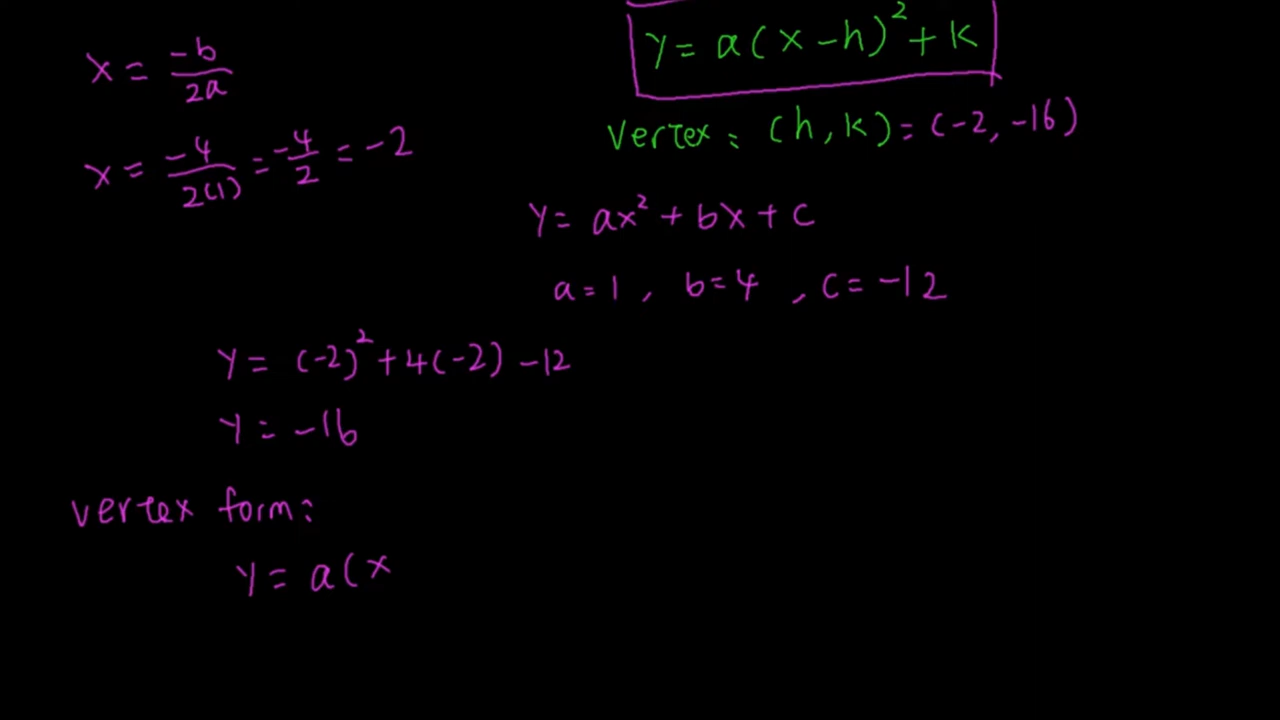 x = -b/2a
x = -4/2(1) = -4/2 = -2
y = a(x-h)² + k
vertex: (h, k) = (-2, -16)
y = ax² + bx + c
a=1, b=4, c=-12
y = (-2)² + 4(-2) - 12
y = -16
vertex form:
y = a(x